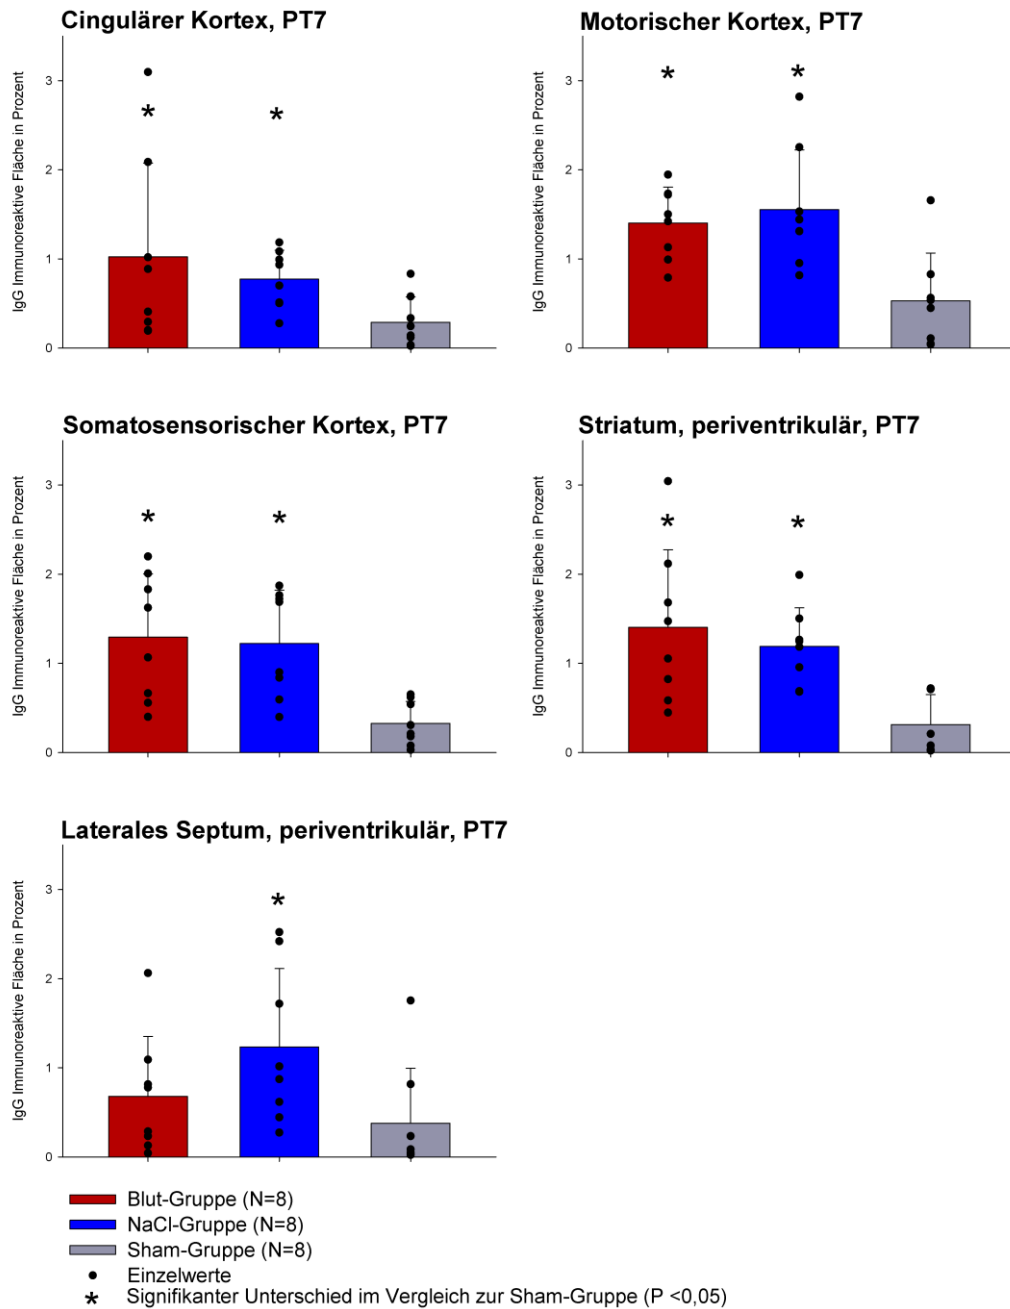 Cingulärer Kortex, PT7
IgG Immunoreaktive Fläche in Prozent
3
2
1
0
*
*
Motorischer Kortex, PT7
IgG Immunoreaktive Fläche in Prozent
3
2
1
0
*
*
Somatosensorischer Kortex, PT7
IgG Immunoreaktive Fläche in Prozent
3
2
1
0
*
*
Striatum, periventrikulär, PT7
IgG Immunoreaktive Fläche in Prozent
3
2
1
0
*
*
Laterales Septum, periventrikulär, PT7
IgG Immunoreaktive Fläche in Prozent
3
2
1
0
*
Blut-Gruppe (N=8)
NaCl-Gruppe (N=8)
Sham-Gruppe (N=8)
Einzelwerte
* Signifikanter Unterschied im Vergleich zur Sham-Gruppe (P <0,05)